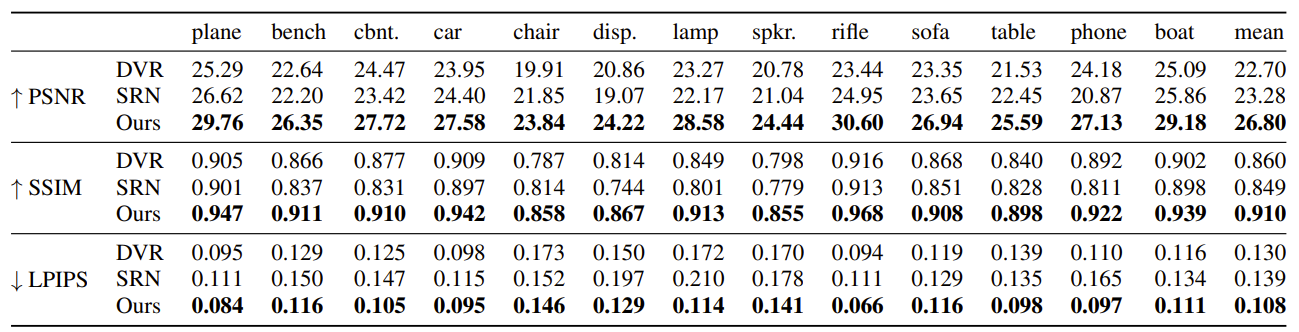 plane bench cbnt. car chair disp. lamp spkr. rifle sofa table phone boat mean
DVR 25.29 22.64 24.47 23.95 19.91 20.86 23.27 20.78 23.44 23.35 21.53 24.18 25.09 22.70
↑ PSNR SRN 26.62 22.20 23.42 24.40 21.85 19.07 22.17 21.04 24.95 23.65 22.45 20.87 25.86 23.28
Ours 29.76 26.35 27.72 27.58 23.84 24.22 28.58 24.44 30.60 26.94 25.59 27.13 29.18 26.80
DVR 0.905 0.866 0.877 0.909 0.787 0.814 0.849 0.798 0.916 0.868 0.840 0.892 0.902 0.860
↑ SSIM SRN 0.901 0.837 0.831 0.897 0.814 0.744 0.801 0.779 0.913 0.851 0.828 0.811 0.898 0.849
Ours 0.947 0.911 0.910 0.942 0.858 0.867 0.913 0.855 0.968 0.908 0.898 0.922 0.939 0.910
DVR 0.095 0.129 0.125 0.098 0.173 0.150 0.172 0.170 0.094 0.119 0.139 0.110 0.116 0.130
↓ LPIPS SRN 0.111 0.150 0.147 0.115 0.152 0.197 0.210 0.178 0.111 0.129 0.135 0.165 0.134 0.139
Ours 0.084 0.116 0.105 0.095 0.146 0.129 0.114 0.141 0.066 0.116 0.098 0.097 0.111 0.108